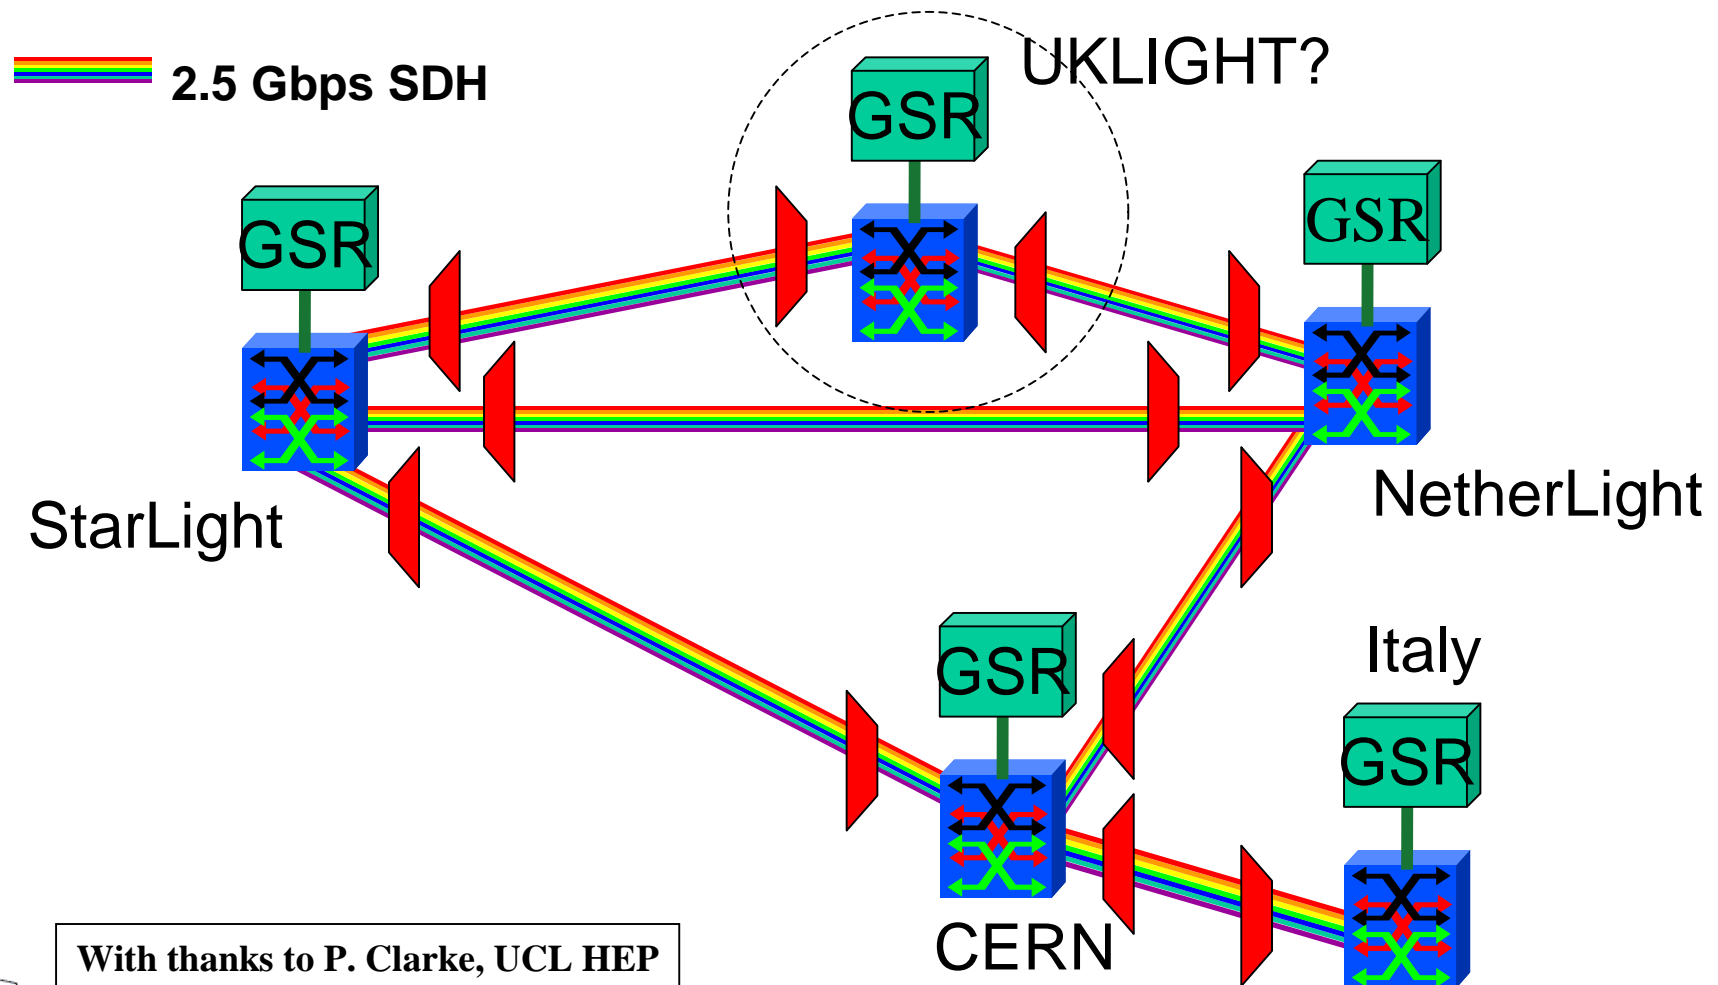 2.5 Gbps SDH
UKLIGHT?
GSR
GSR
GSR
StarLight
NetherLight
GSR
Italy
GSR
CERN
With thanks to P. Clarke, UCL HEP